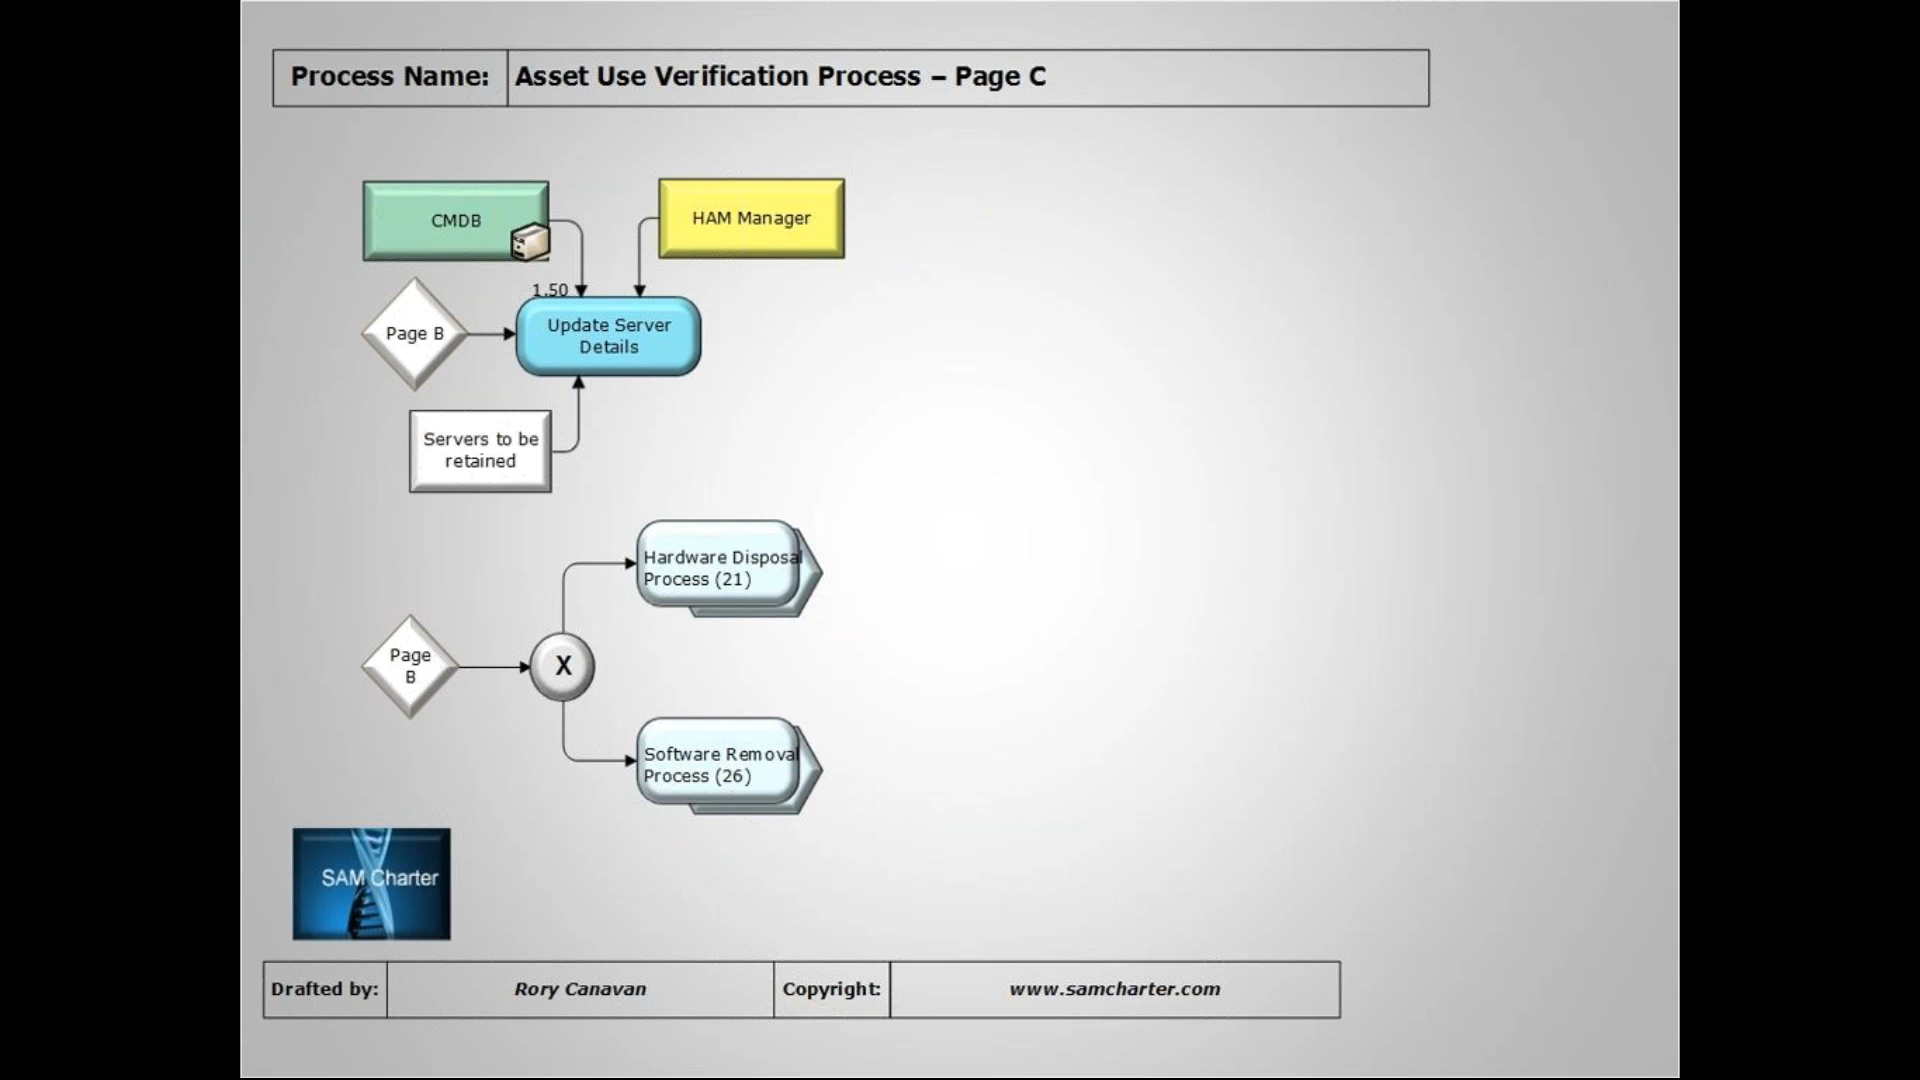 Process Name: Asset Use Verification Process – Page C
CMDB
HAM Manager
1.50
Page B
Update Server
Details
Servers to be
retained
Hardware Disposal
Process (21)
Page
B
X
Software Removal
Process (26)
SAM Charter
Drafted by: Rory Canavan Copyright: www.samcharter.com